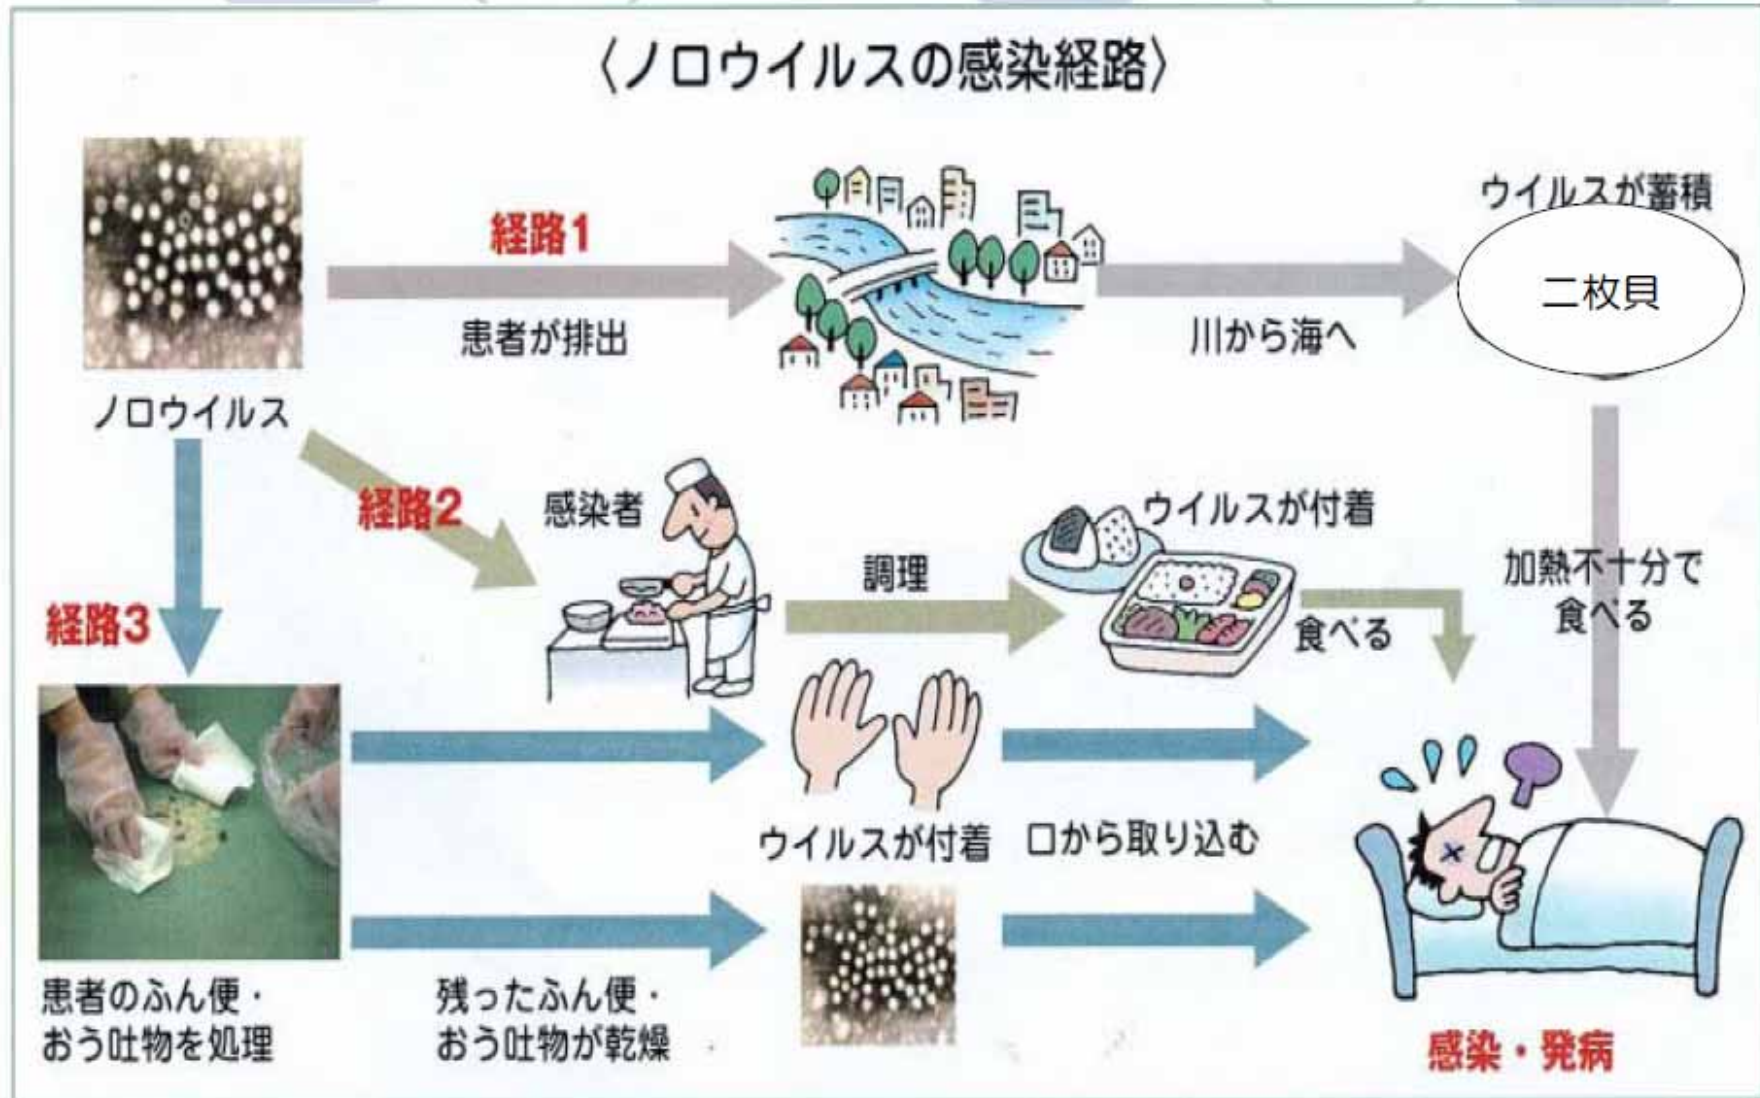 〈ノロウイルスの感染経路〉
ウイルスが蓄積
経路1
二枚貝
患者が排出
川から海へ
ノロウイルス
経路2
感染者
ウイルスが付着
調理
加熱不十分で
食べる
食べる
経路3
ウイルスが付着
口から取り込む
患者のふん便・
おう吐物を処理
残ったふん便・
おう吐物が乾燥
感染・発病